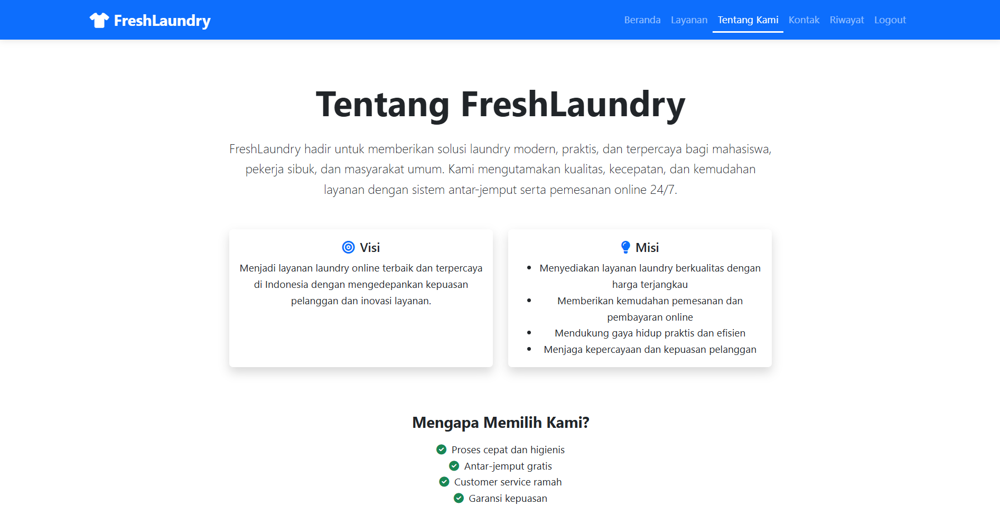 FreshLaundry
Beranda Layanan Tentang Kami Kontak Riwayat Logout
Tentang FreshLaundry
FreshLaundry hadir untuk memberikan solusi laundry modern, praktis, dan terpercaya bagi mahasiswa,
pekerja sibuk, dan masyarakat umum. Kami mengutamakan kualitas, kecepatan, dan kemudahan
layanan dengan sistem antar-jemput serta pemesanan online 24/7.
Visi
Menjadi layanan laundry online terbaik dan terpercaya
di Indonesia dengan mengedepankan kepuasan
pelanggan dan inovasi layanan.
Misi
• Menyediakan layanan laundry berkualitas dengan
harga terjangkau
• Memberikan kemudahan pemesanan dan
pembayaran online
• Mendukung gaya hidup praktis dan efisien
• Menjaga kepercayaan dan kepuasan pelanggan
Mengapa Memilih Kami?
Proses cepat dan higienis
Antar-jemput gratis
Customer service ramah
Garansi kepuasan